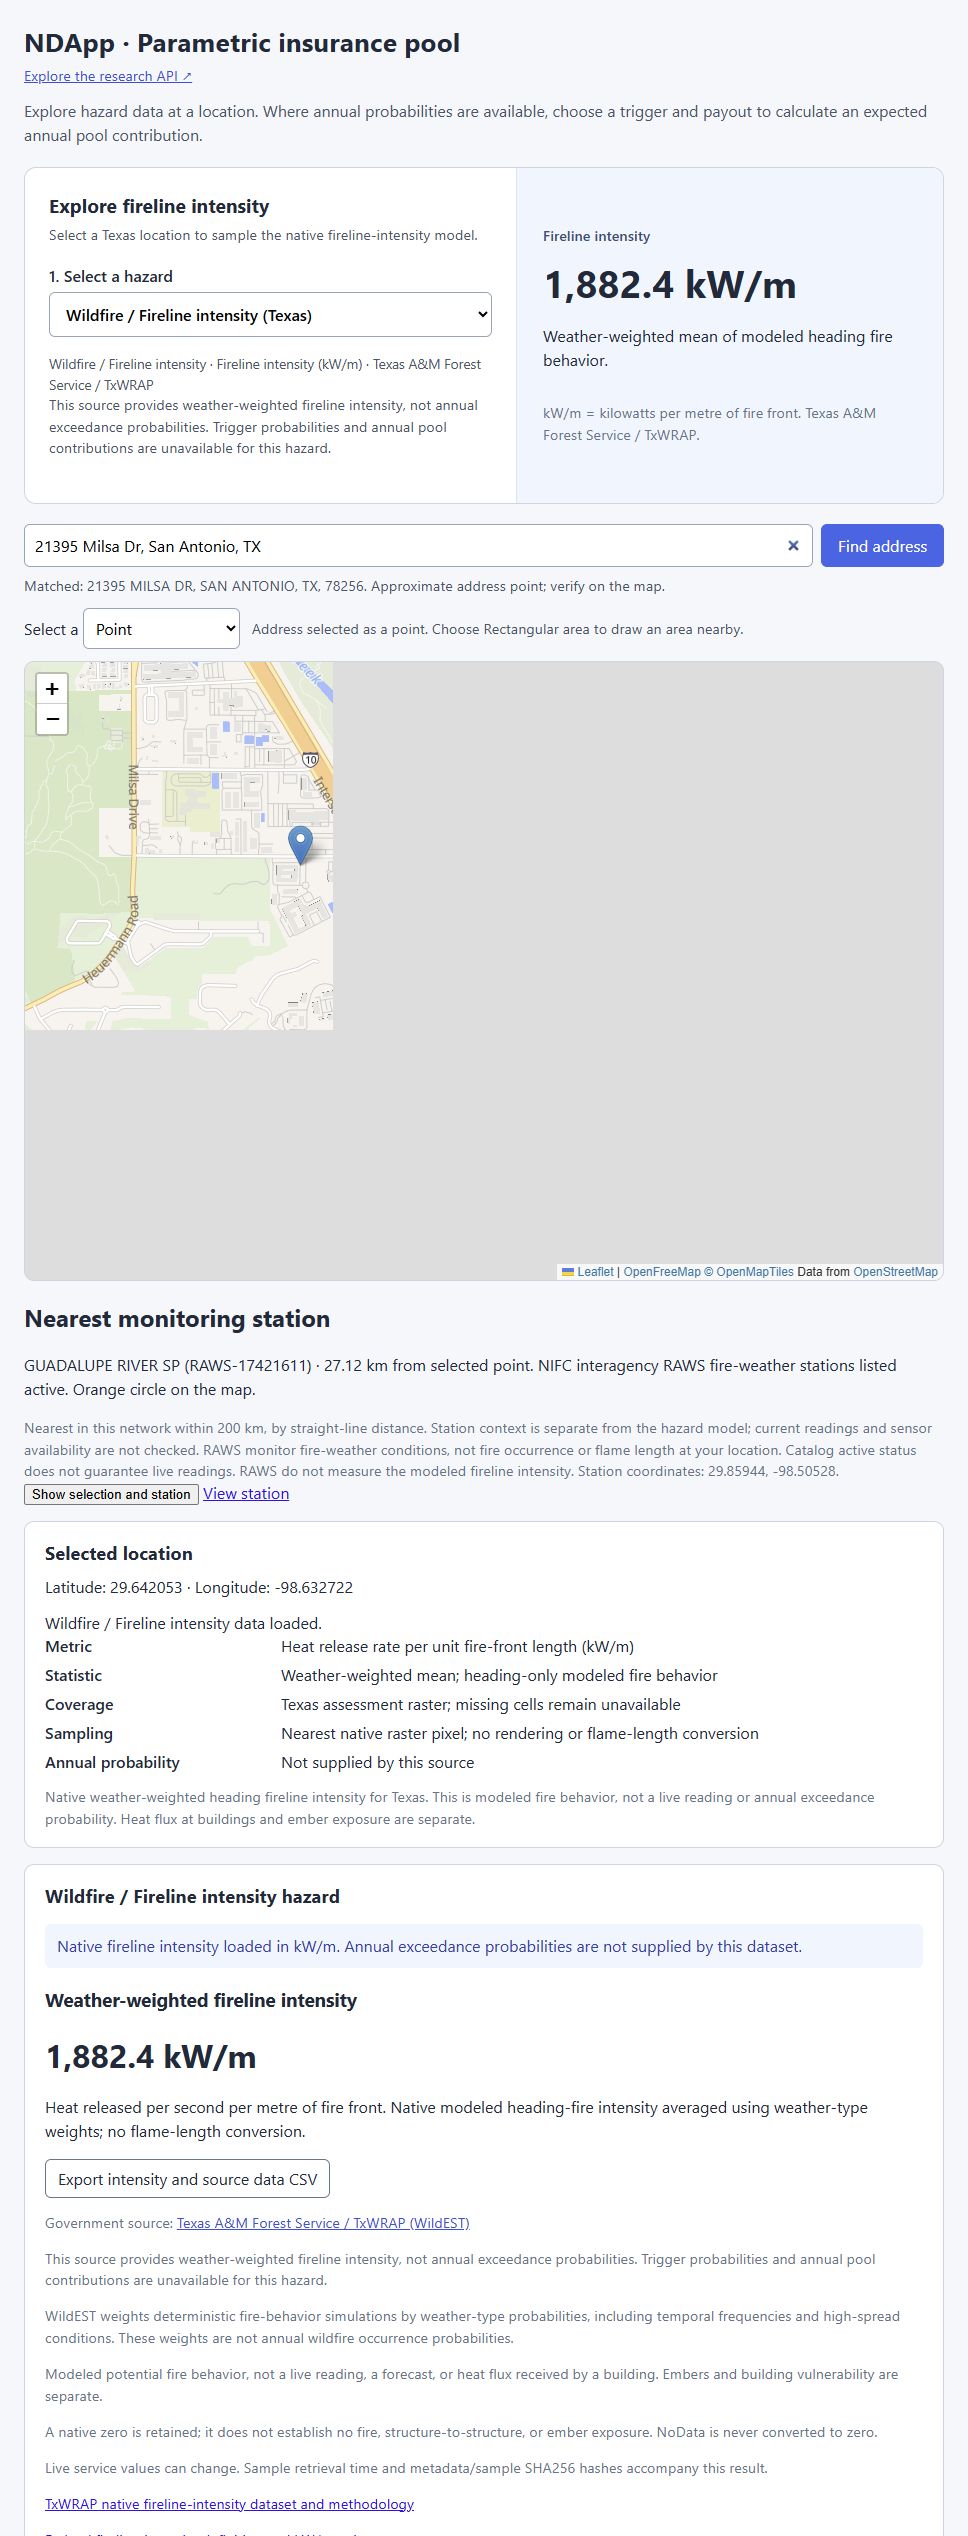 NDApp · Parametric insurance pool
Explore the research API ↗
Explore hazard data at a location. Where annual probabilities are available, choose a trigger and payout to calculate an expected
annual pool contribution.
Explore fireline intensity
Select a Texas location to sample the native fireline-intensity model.
1. Select a hazard
Wildfire / Fireline intensity (Texas)
Wildfire / Fireline intensity · Fireline intensity (kW/m) · Texas A&M Forest
Service / TxWRAP
This source provides weather-weighted fireline intensity, not annual
exceedance probabilities. Trigger probabilities and annual pool
contributions are unavailable for this hazard.
Fireline intensity
1,882.4 kW/m
Weather-weighted mean of modeled heading fire
behavior.
kW/m = kilowatts per metre of fire front. Texas A&M
Forest Service / TxWRAP.
21395 Milsa Dr, San Antonio, TX
Find address
Matched: 21395 MILSA DR, SAN ANTONIO, TX, 78256. Approximate address point; verify on the map.
Select a
Point
Address selected as a point. Choose Rectangular area to draw an area nearby.
+
−
10
Milsa Drive
Heuermann Road
Leaflet | OpenFreeMap © OpenMapTiles Data from OpenStreetMap
Nearest monitoring station
GUADALUPE RIVER SP (RAWS-17421611) · 27.12 km from selected point. NIFC interagency RAWS fire-weather stations listed
active. Orange circle on the map.
Nearest in this network within 200 km, by straight-line distance. Station context is separate from the hazard model; current readings and sensor
availability are not checked. RAWS monitor fire-weather conditions, not fire occurrence or flame length at your location. Catalog active status
does not guarantee live readings. RAWS do not measure the modeled fireline intensity. Station coordinates: 29.85944, -98.50528.
Show selection and station
View station
Selected location
Latitude: 29.642053 · Longitude: -98.632722
Wildfire / Fireline intensity data loaded.
Metric Heat release rate per unit fire-front length (kW/m)
Statistic Weather-weighted mean; heading-only modeled fire behavior
Coverage Texas assessment raster; missing cells remain unavailable
Sampling Nearest native raster pixel; no rendering or flame-length conversion
Annual probability Not supplied by this source
Native weather-weighted heading fireline intensity for Texas. This is modeled fire behavior, not a live reading or annual exceedance
probability. Heat flux at buildings and ember exposure are separate.
Wildfire / Fireline intensity hazard
Native fireline intensity loaded in kW/m. Annual exceedance probabilities are not supplied by this dataset.
Weather-weighted fireline intensity
1,882.4 kW/m
Heat released per second per metre of fire front. Native modeled heading-fire intensity averaged using weather-type
weights; no flame-length conversion.
Export intensity and source data CSV
Government source: Texas A&M Forest Service / TxWRAP (WildEST)
This source provides weather-weighted fireline intensity, not annual exceedance probabilities. Trigger probabilities and annual pool
contributions are unavailable for this hazard.
WildEST weights deterministic fire-behavior simulations by weather-type probabilities, including temporal frequencies and high-spread
conditions. These weights are not annual wildfire occurrence probabilities.
Modeled potential fire behavior, not a live reading, a forecast, or heat flux received by a building. Embers and building vulnerability are
separate.
A native zero is retained; it does not establish no fire, structure-to-structure, or ember exposure. NoData is never converted to zero.
Live service values can change. Sample retrieval time and metadata/sample SHA256 hashes accompany this result.
TxWRAP native fireline-intensity dataset and methodology